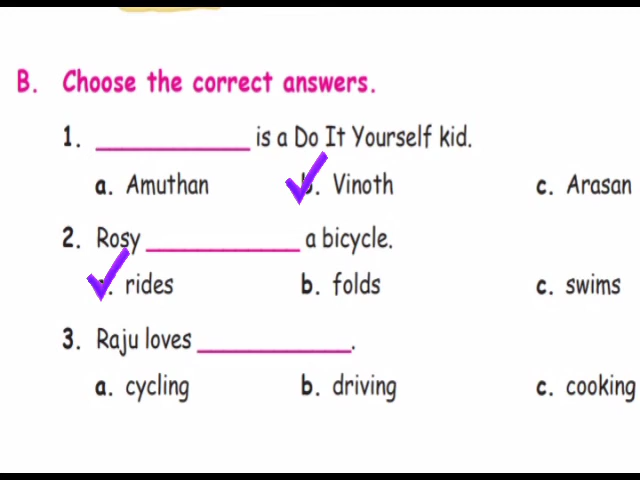 B. Choose the correct answers.
1. ____________ is a Do It Yourself kid.
a. Amuthan b. Vinoth c. Arasan
2. Rosy ____________ a bicycle.
a. rides b. folds c. swims
3. Raju loves ____________.
a. cycling b. driving c. cooking